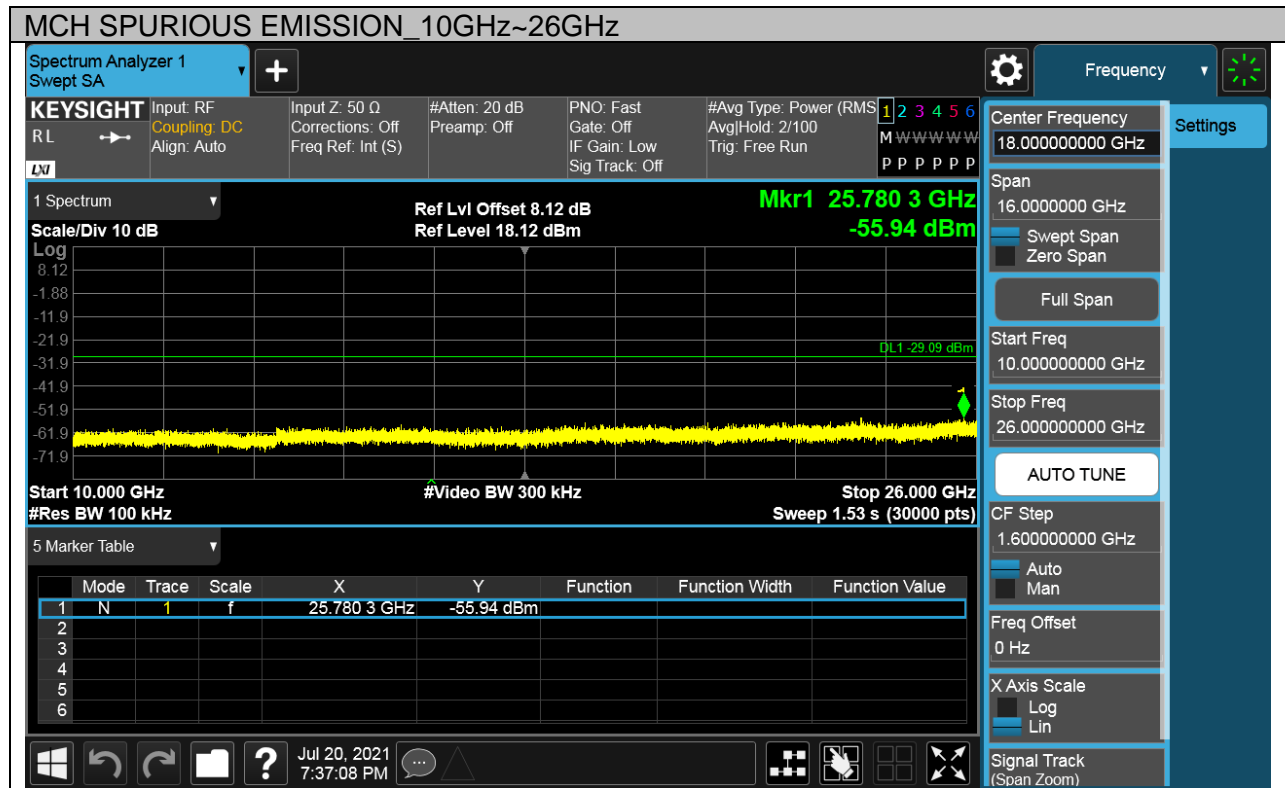 MCH SPURIOUS EMISSION_10GHz~26GHz
Spectrum Analyzer 1
Swept SA
Frequency
KEYSIGHT
RL
LXI
Input: RF
Coupling: DC
Align: Auto
Input Z: 50 Ω
Corrections: Off
Freq Ref: Int (S)
#Atten: 20 dB
Preamp: Off
PNO: Fast
Gate: Off
IF Gain: Low
Sig Track: Off
#Avg Type: Power (RMS
Avg|Hold: 2/100
Trig: Free Run
1 2 3 4 5 6
M W W W W W
P P P P P P
1 Spectrum
Scale/Div 10 dB
Ref Lvl Offset 8.12 dB
Ref Level 18.12 dBm
Mkr1 25.780 3 GHz
-55.94 dBm
Log
8.12
-1.88
-11.9
-21.9
-31.9
-41.9
-51.9
-61.9
-71.9
DL1 -29.09 dBm
1
Start 10.000 GHz
#Video BW 300 kHz
Stop 26.000 GHz
#Res BW 100 kHz
Sweep 1.53 s (30000 pts)
5 Marker Table
Mode Trace Scale X Y Function Function Width Function Value
1 N 1 f 25.780 3 GHz -55.94 dBm
2
3
4
5
6
Jul 20, 2021
7:37:08 PM
Center Frequency
18.000000000 GHz
Settings
Span
16.0000000 GHz
Swept Span
Zero Span
Full Span
Start Freq
10.000000000 GHz
Stop Freq
26.000000000 GHz
AUTO TUNE
CF Step
1.600000000 GHz
Auto
Man
Freq Offset
0 Hz
X Axis Scale
Log
Lin
Signal Track
(Span Zoom)